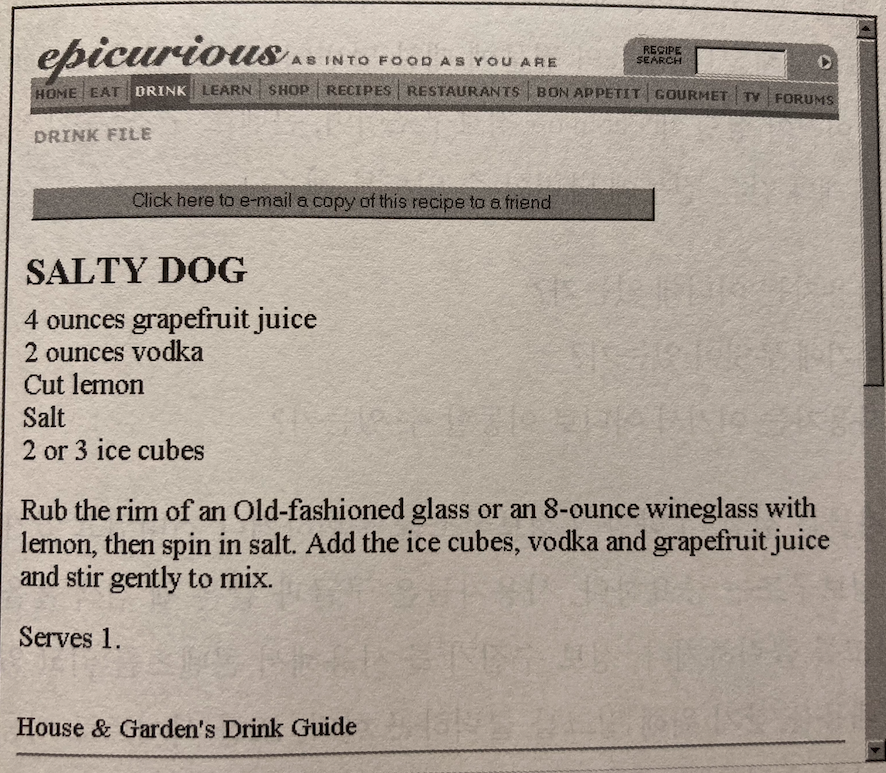 epicurious AS INTO FOOD AS YOU ARE
RECIPE SEARCH
HOME EAT DRINK LEARN SHOP RECIPES RESTAURANTS BON APPETIT GOURMET TV FORUMS
DRINK FILE
Click here to e-mail a copy of this recipe to a friend
SALTY DOG
4 ounces grapefruit juice
2 ounces vodka
Cut lemon
Salt
2 or 3 ice cubes
Rub the rim of an Old-fashioned glass or an 8-ounce wineglass with
lemon, then spin in salt. Add the ice cubes, vodka and grapefruit juice
and stir gently to mix.
Serves 1.
House & Garden's Drink Guide